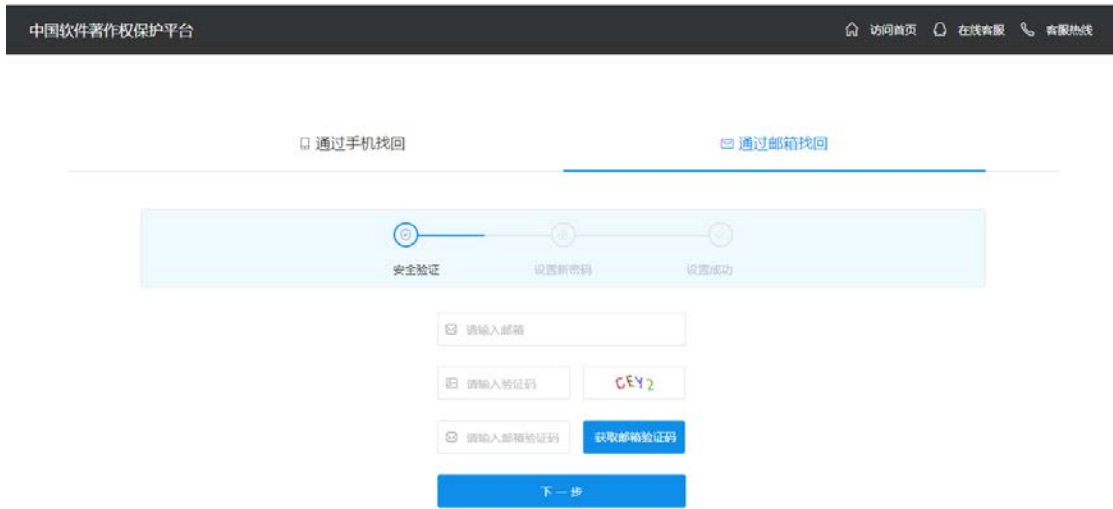 中国软件著作权保护平台
访问首页 在线客服 客服热线
通过手机找回 通过邮箱找回
安全验证 设置新密码 设置成功
请输入邮箱
请输入验证码 CEY2
请输入邮箱验证码 获取邮箱验证码
下一步